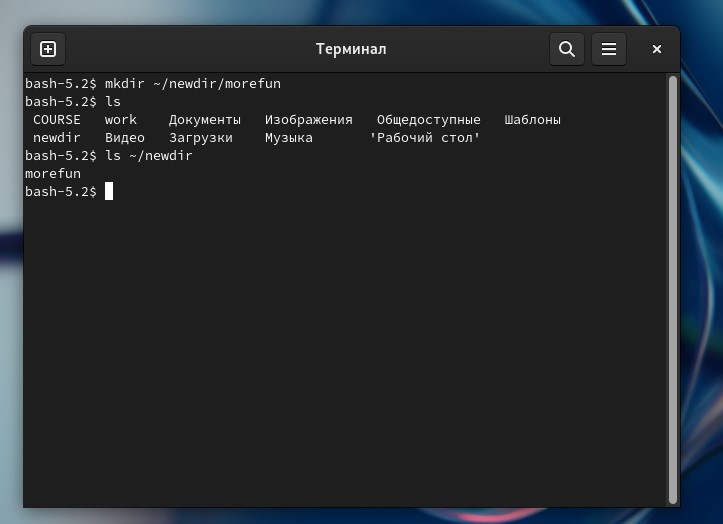 Терминал
bash-5.2$ mkdir ~/newdir/morefun
bash-5.2$ ls
COURSE work Документы Изображения Общедоступные Шаблоны
newdir Видео Загрузки Музыка 'Рабочий стол'
bash-5.2$ ls ~/newdir
morefun
bash-5.2$